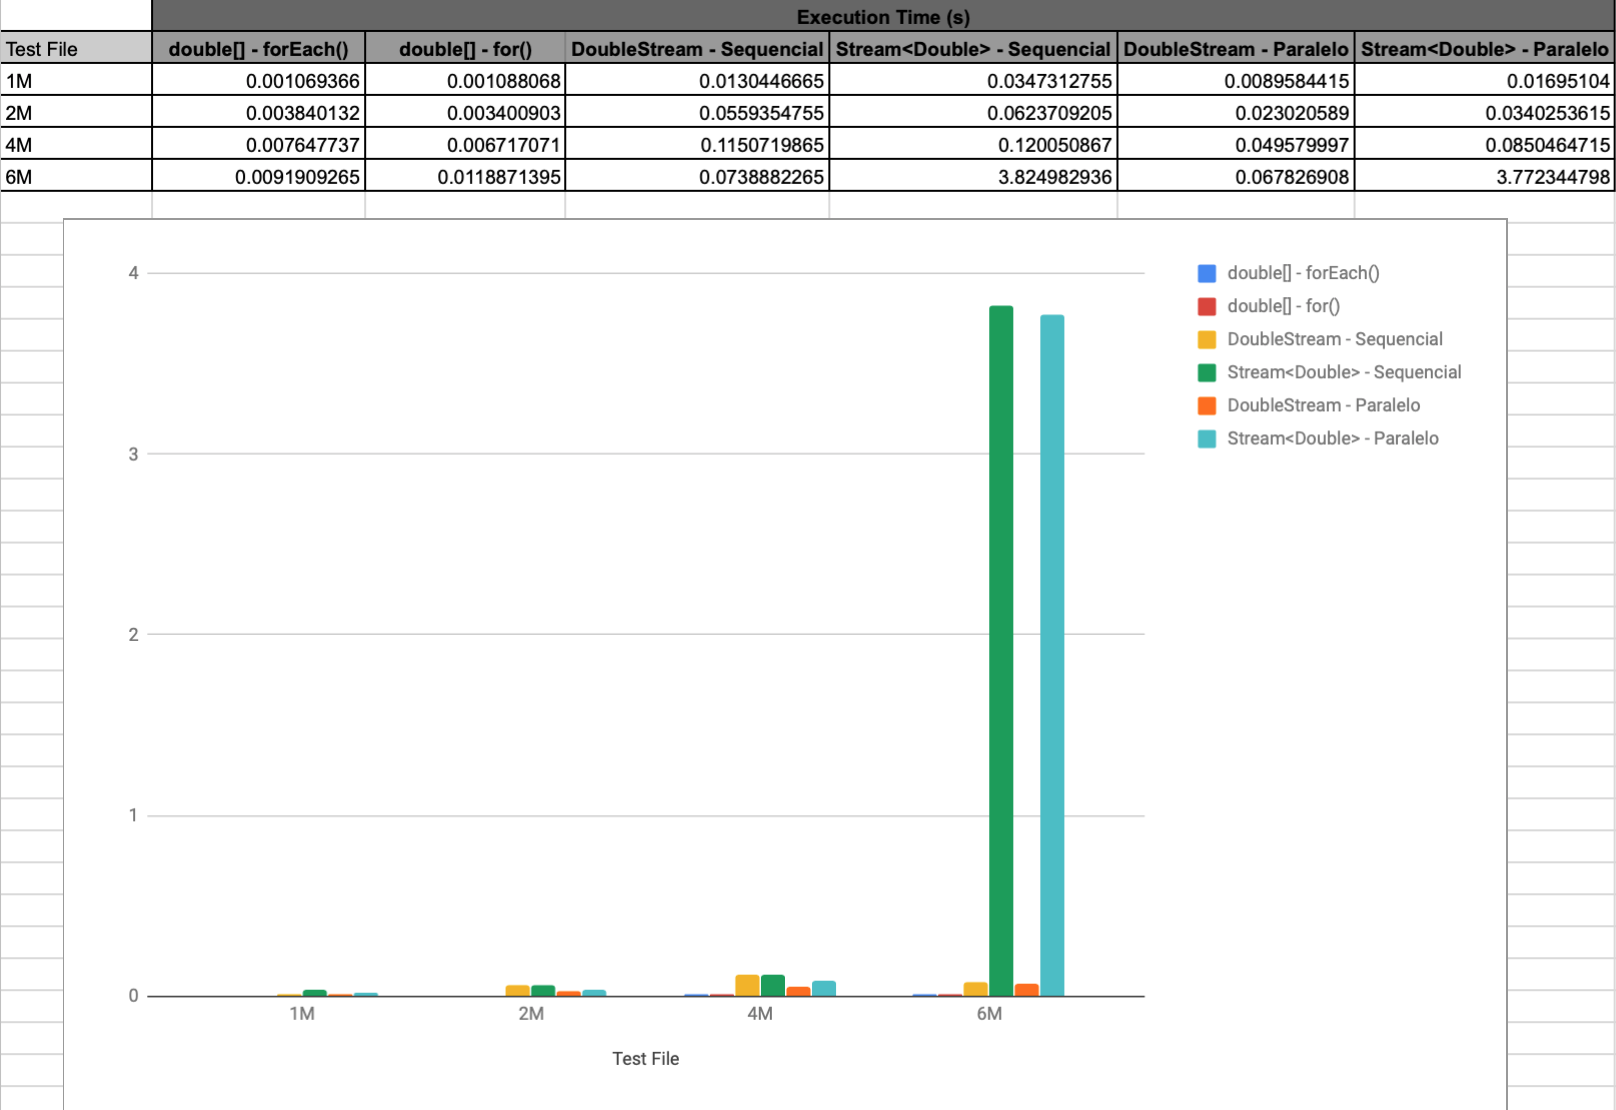 Execution Time (s)
Test File double[] - forEach() double[] - for() DoubleStream - Sequencial Stream<Double> - Sequencial DoubleStream - Paralelo Stream<Double> - Paralelo
1M 0.001069366 0.001088068 0.0130446665 0.0347312755 0.0089584415 0.01695104
2M 0.003840132 0.003400903 0.0559354755 0.0623709205 0.023020589 0.0340253615
4M 0.007647737 0.006717071 0.1150719865 0.120050867 0.049579997 0.0850464715
6M 0.0091909265 0.0118871395 0.0738882265 3.824982936 0.067826908 3.772344798
4
3
2
1
0
1M 2M 4M 6M
Test File
double[] - forEach()
double[] - for()
DoubleStream - Sequencial
Stream<Double> - Sequencial
DoubleStream - Paralelo
Stream<Double> - Paralelo